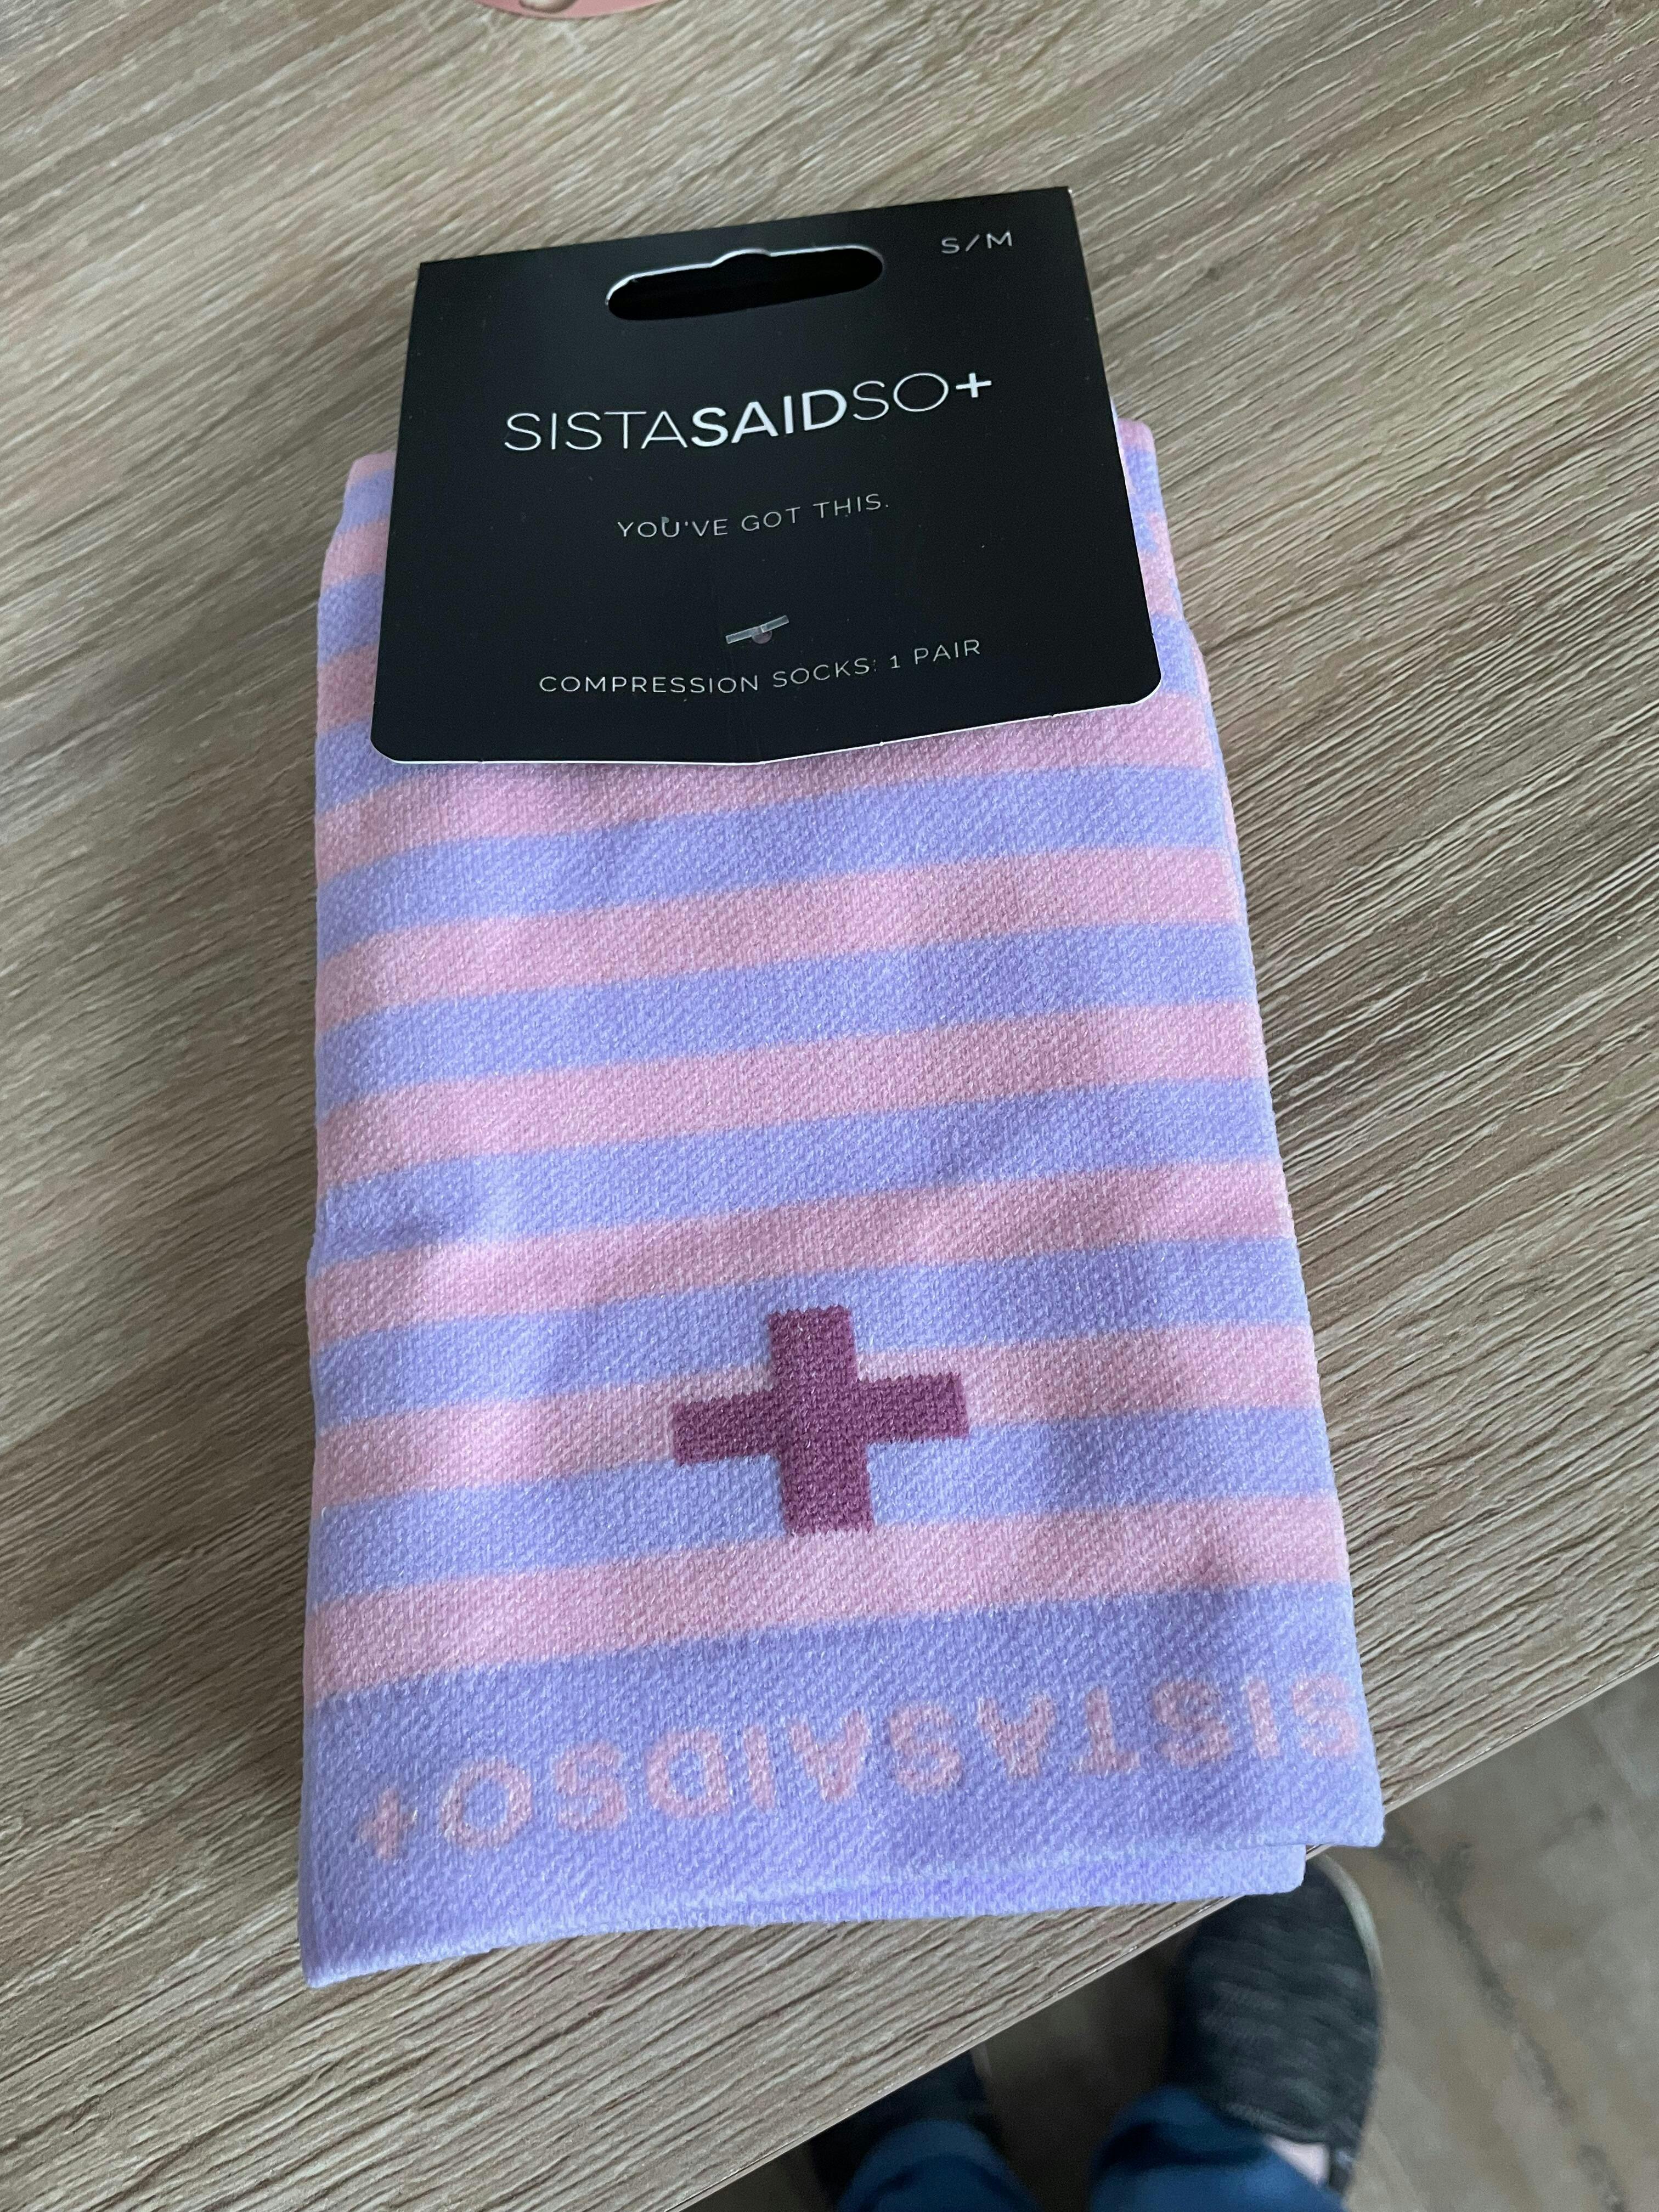 S/M
SISTASAIDSO+
YOU'VE GOT THIS.
COMPRESSION SOCKS: 1 PAIR
SISTASAIDSO+